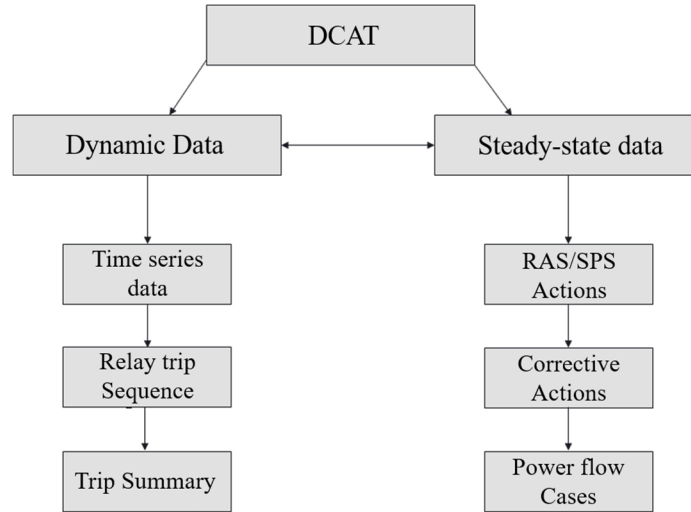 DCAT
Dynamic Data
Steady-state data
Time series
data
RAS/SPS
Actions
Relay trip
Sequence
Corrective
Actions
Trip Summary
Power flow
Cases